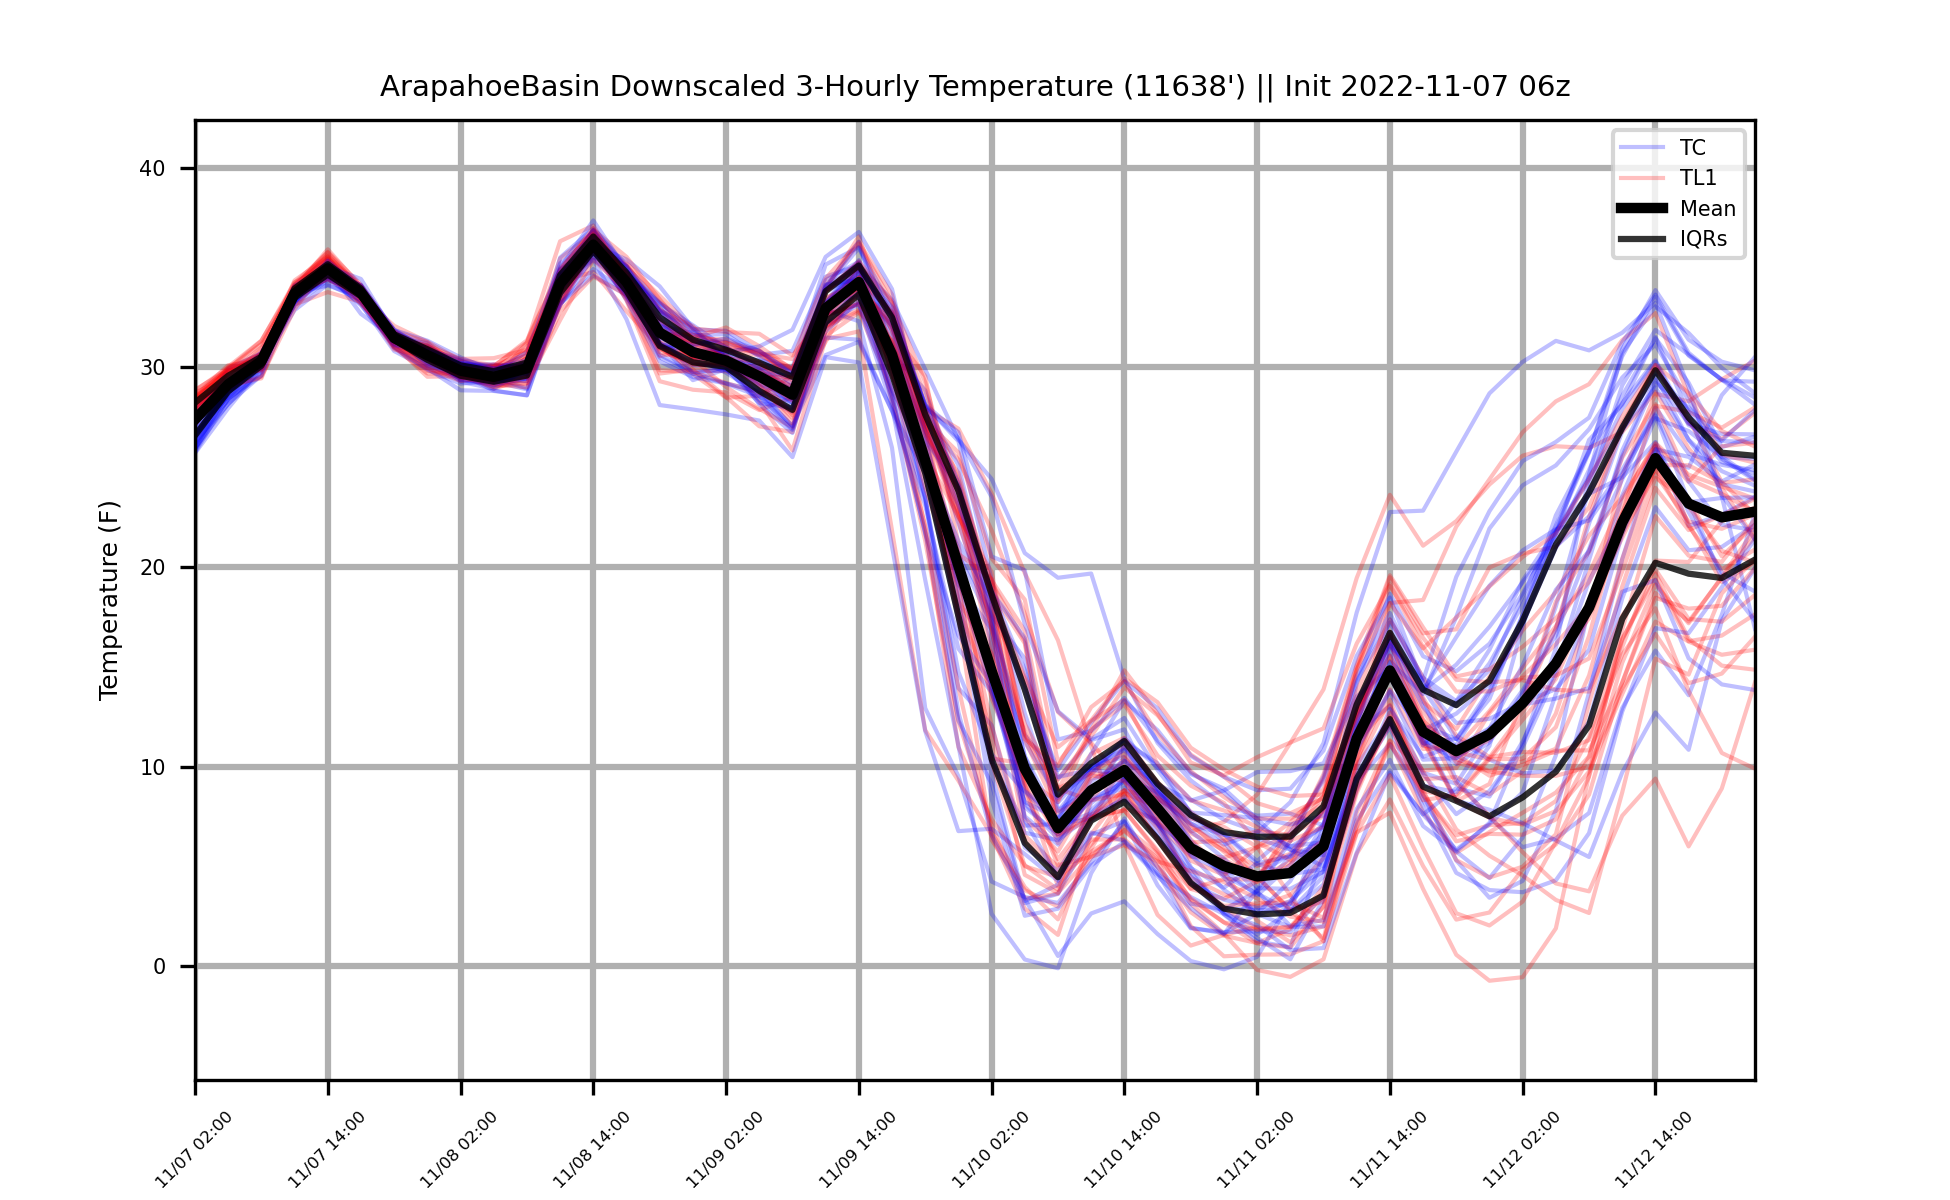 ArapahoeBasin Downscaled 3-Hourly Temperature (11638') || Init 2022-11-07 06z
TC
TL1
Mean
IQRs
Temperature (F)
40
30
20
10
0
11/07 02:00
11/07 14:00
11/08 02:00
11/08 14:00
11/09 02:00
11/09 14:00
11/10 02:00
11/10 14:00
11/11 02:00
11/11 14:00
11/12 02:00
11/12 14:00